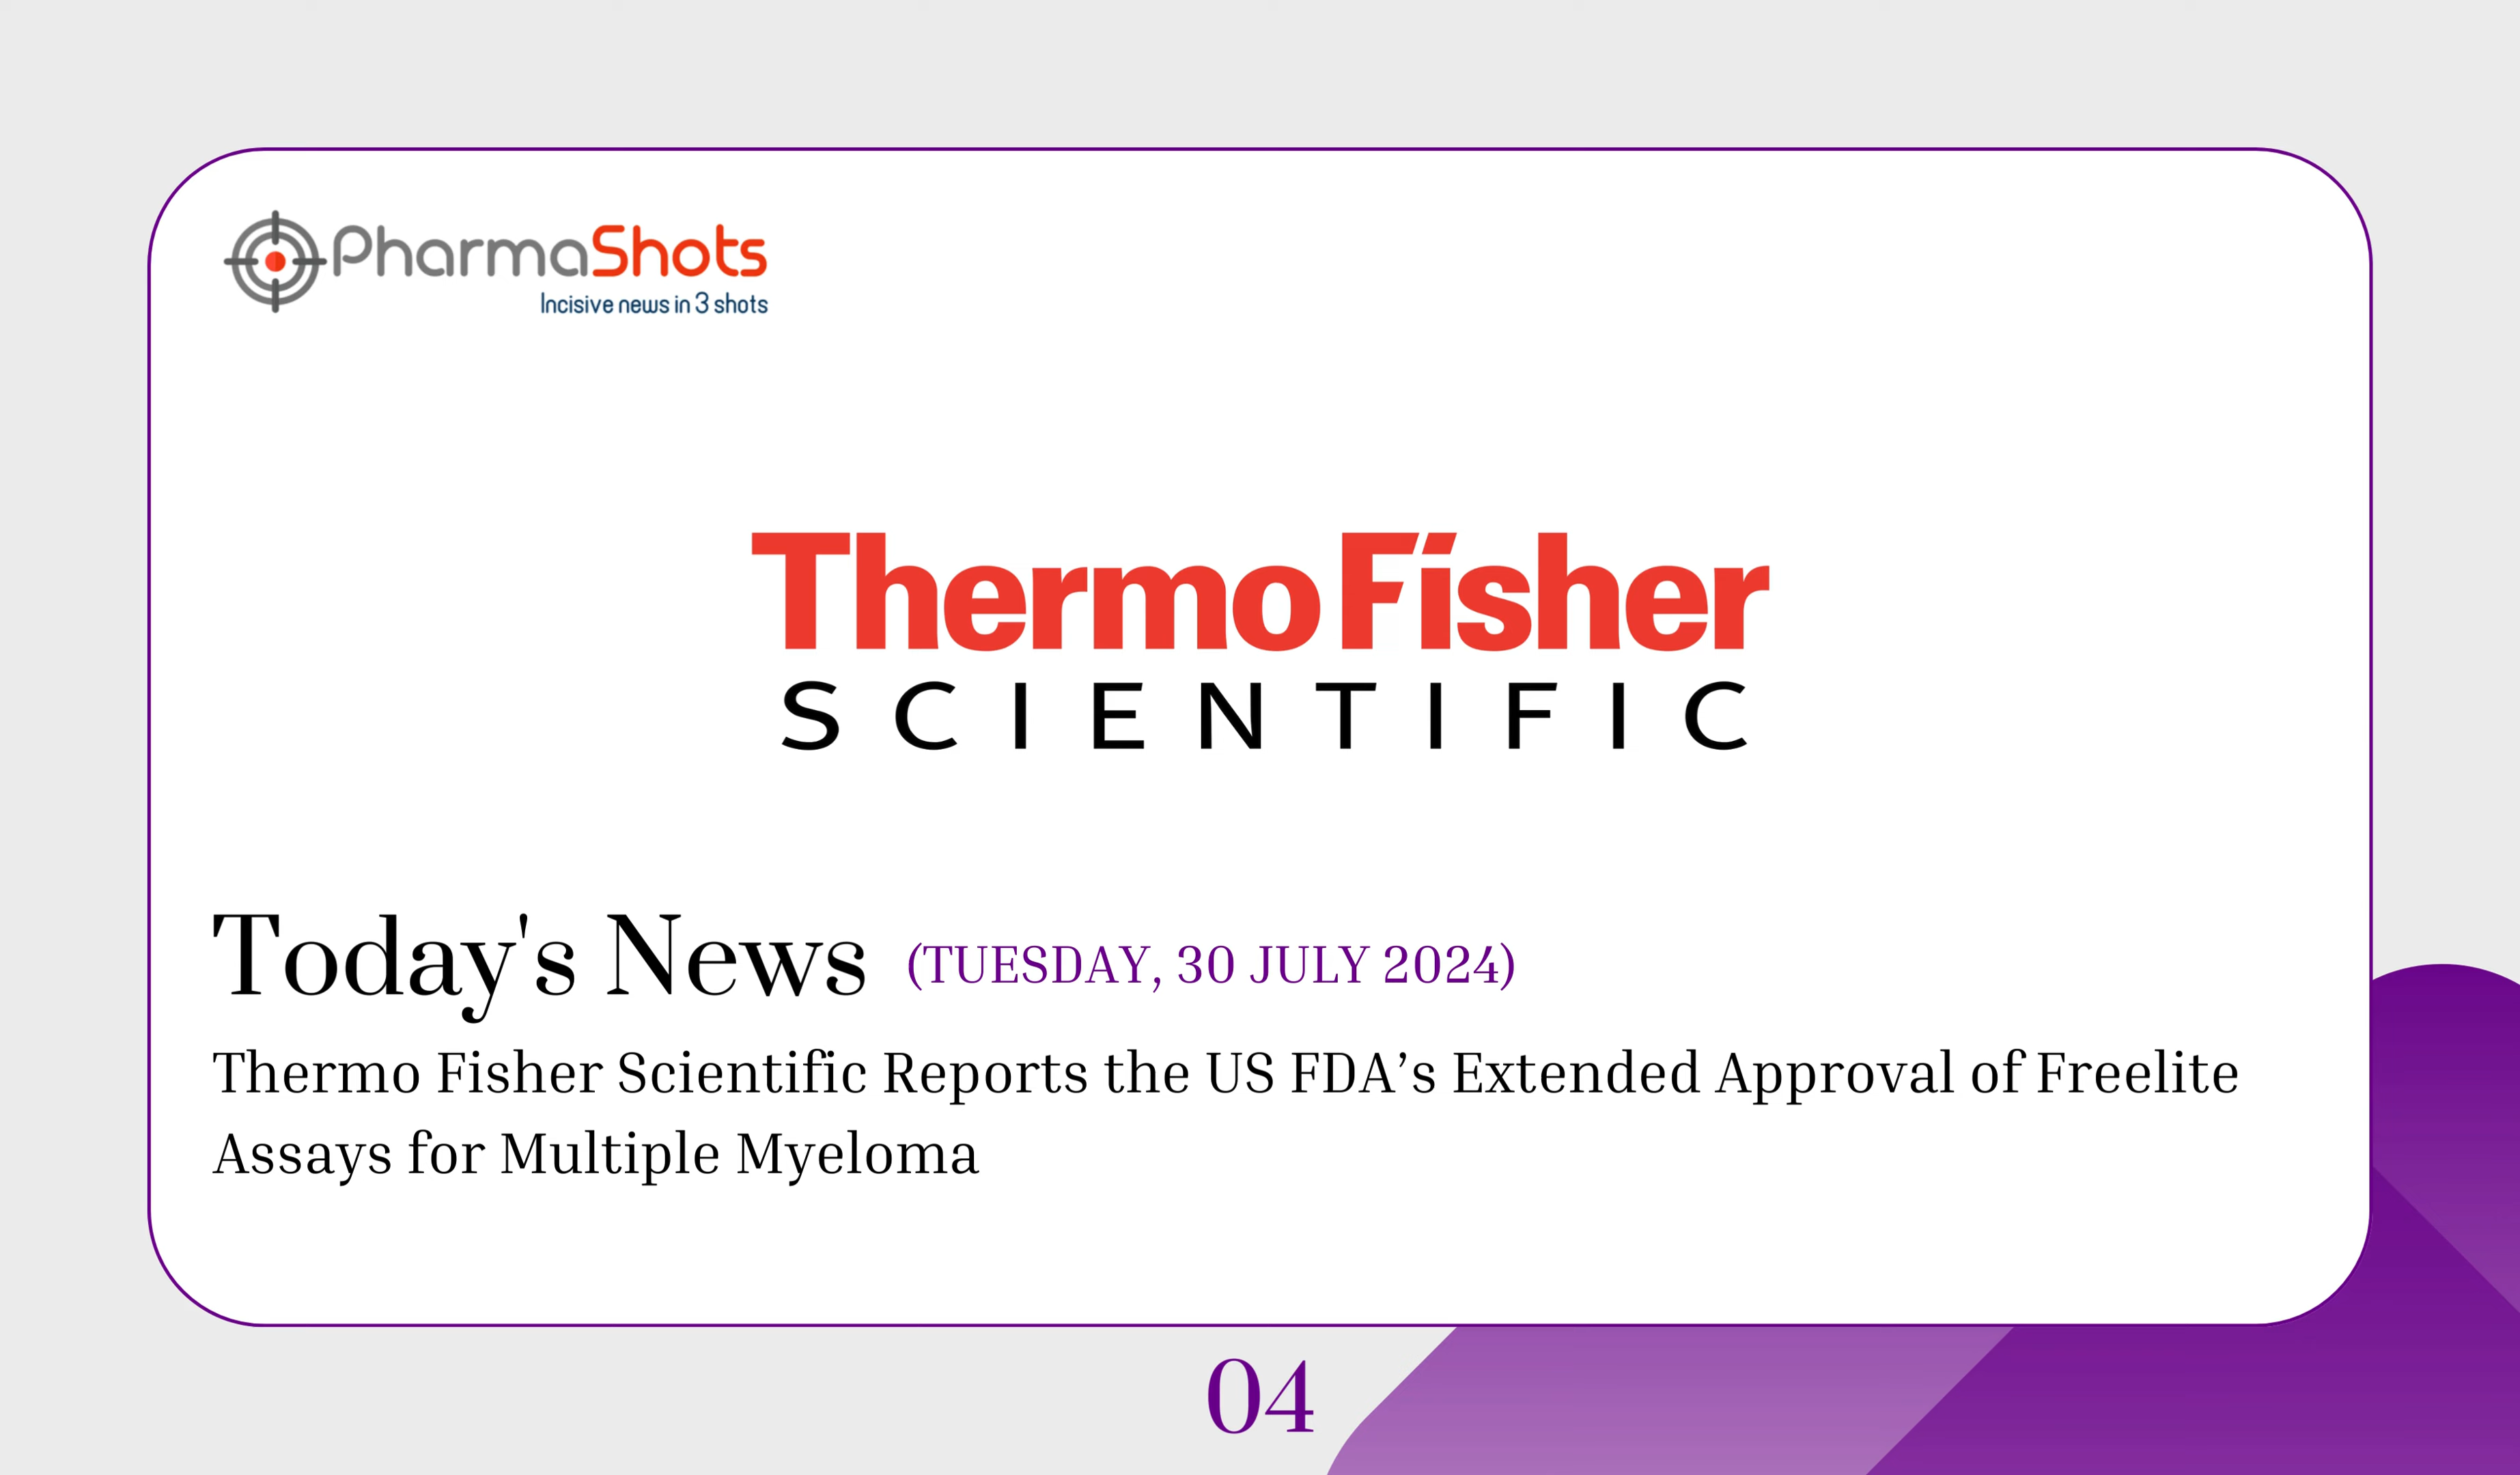 PharmaShots
Incisive news in 3 shots
ThermoFisher
SCIENTIFIC
Today's News (TUESDAY, 30 JULY 2024)
Thermo Fisher Scientific Reports the US FDA’s Extended Approval of Freelite
Assays for Multiple Myeloma
04